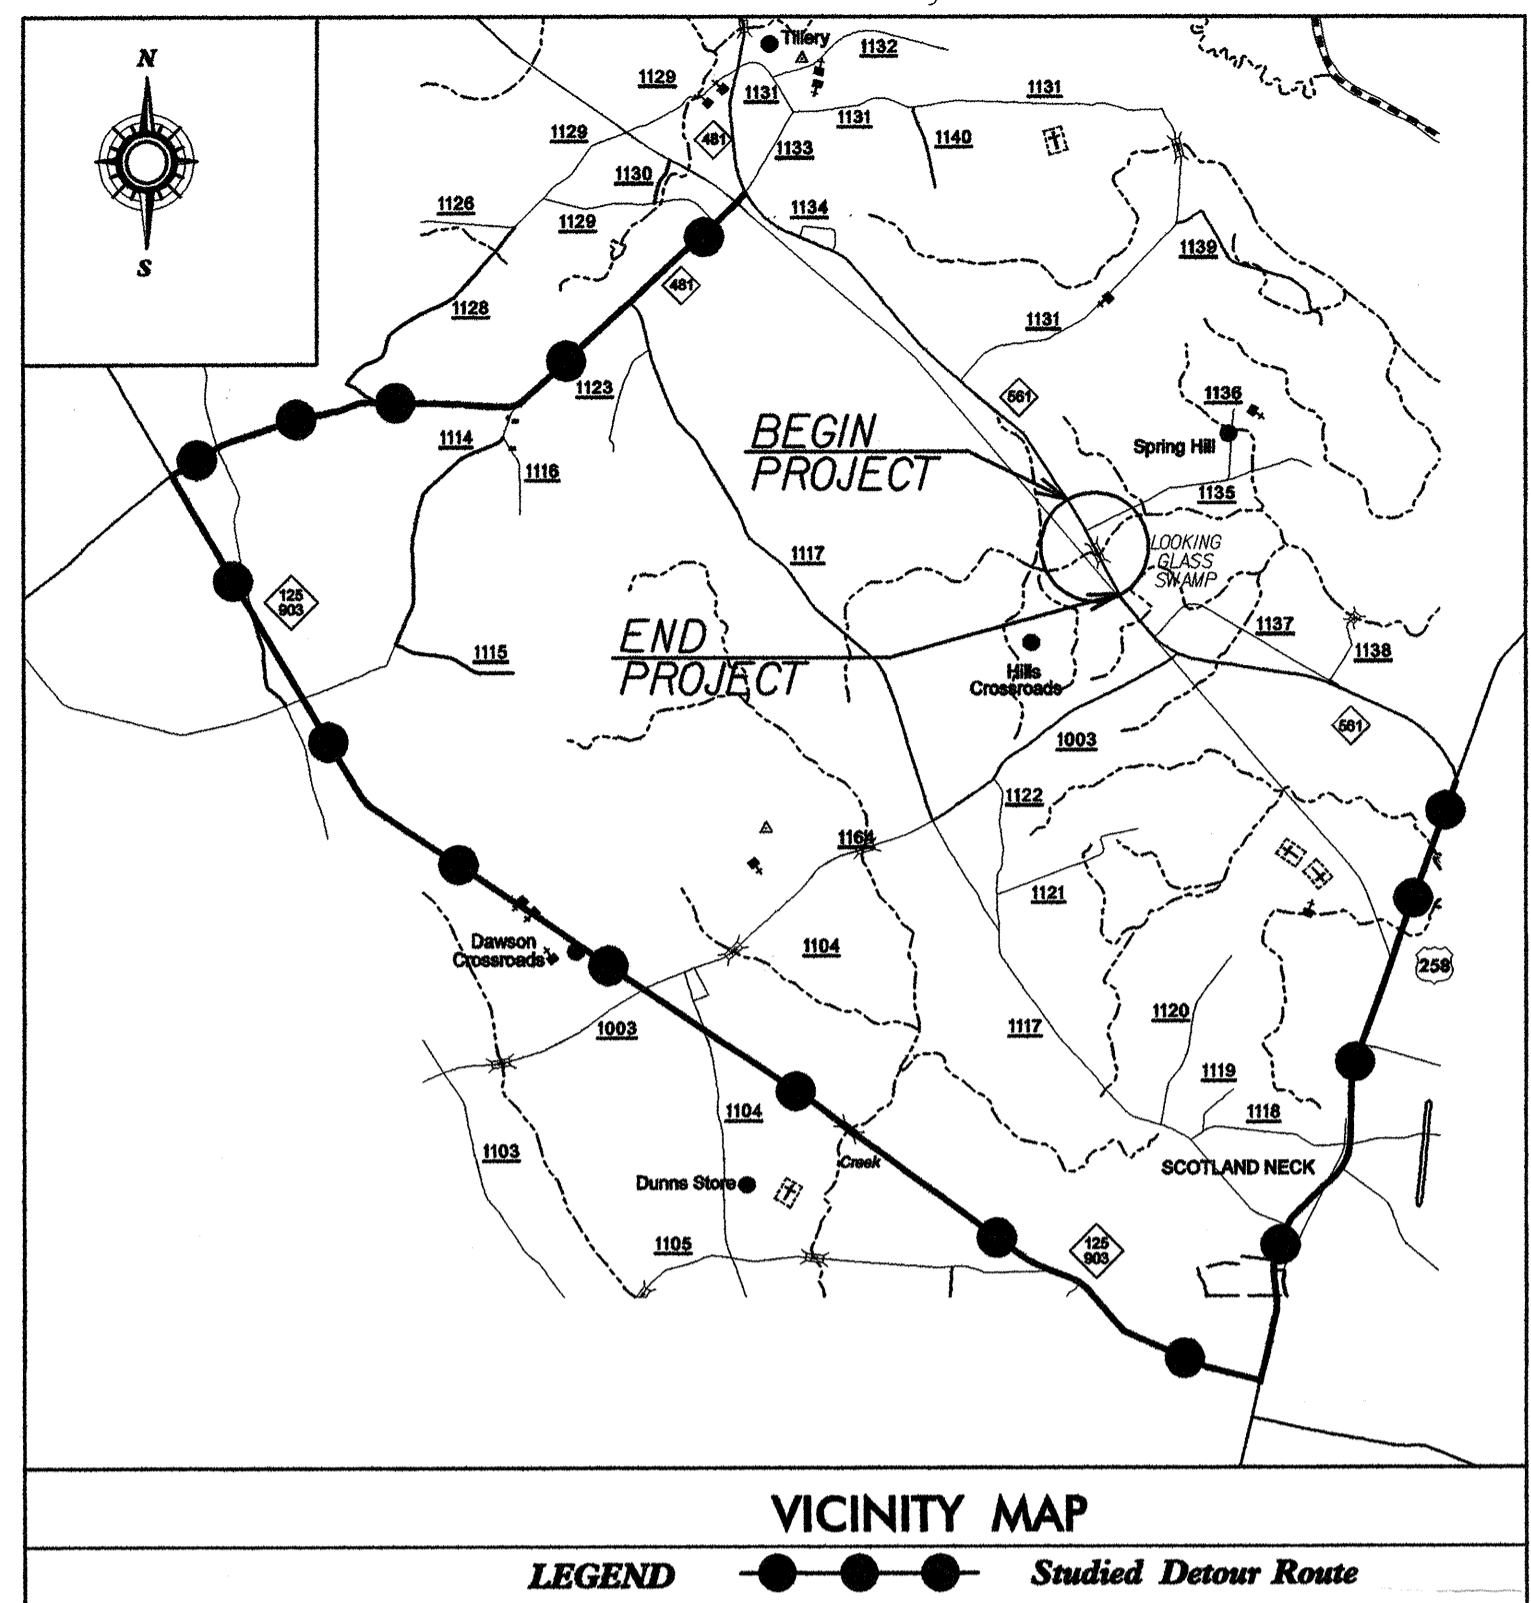 N
S
Tillery
1132
1129
1131
1131
1131
1129
481
1133
1140
1130
1126
1129
1134
1139
481
1128
1131
1123
561
1136
BEGIN
PROJECT
1114
Spring Hill
1116
1135
1117
LOOKING
GLASS
SWAMP
125
903
END
PROJECT
1137
1115
1138
Hills
Crossroads
561
1003
1122
1164
1121
Dawson
Crossroads
1104
258
1003
1117
1120
1119
1104
1118
1103
Creek
SCOTLAND NECK
Dunns Store
1105
125
903
VICINITY MAP
LEGEND
Studied Detour Route